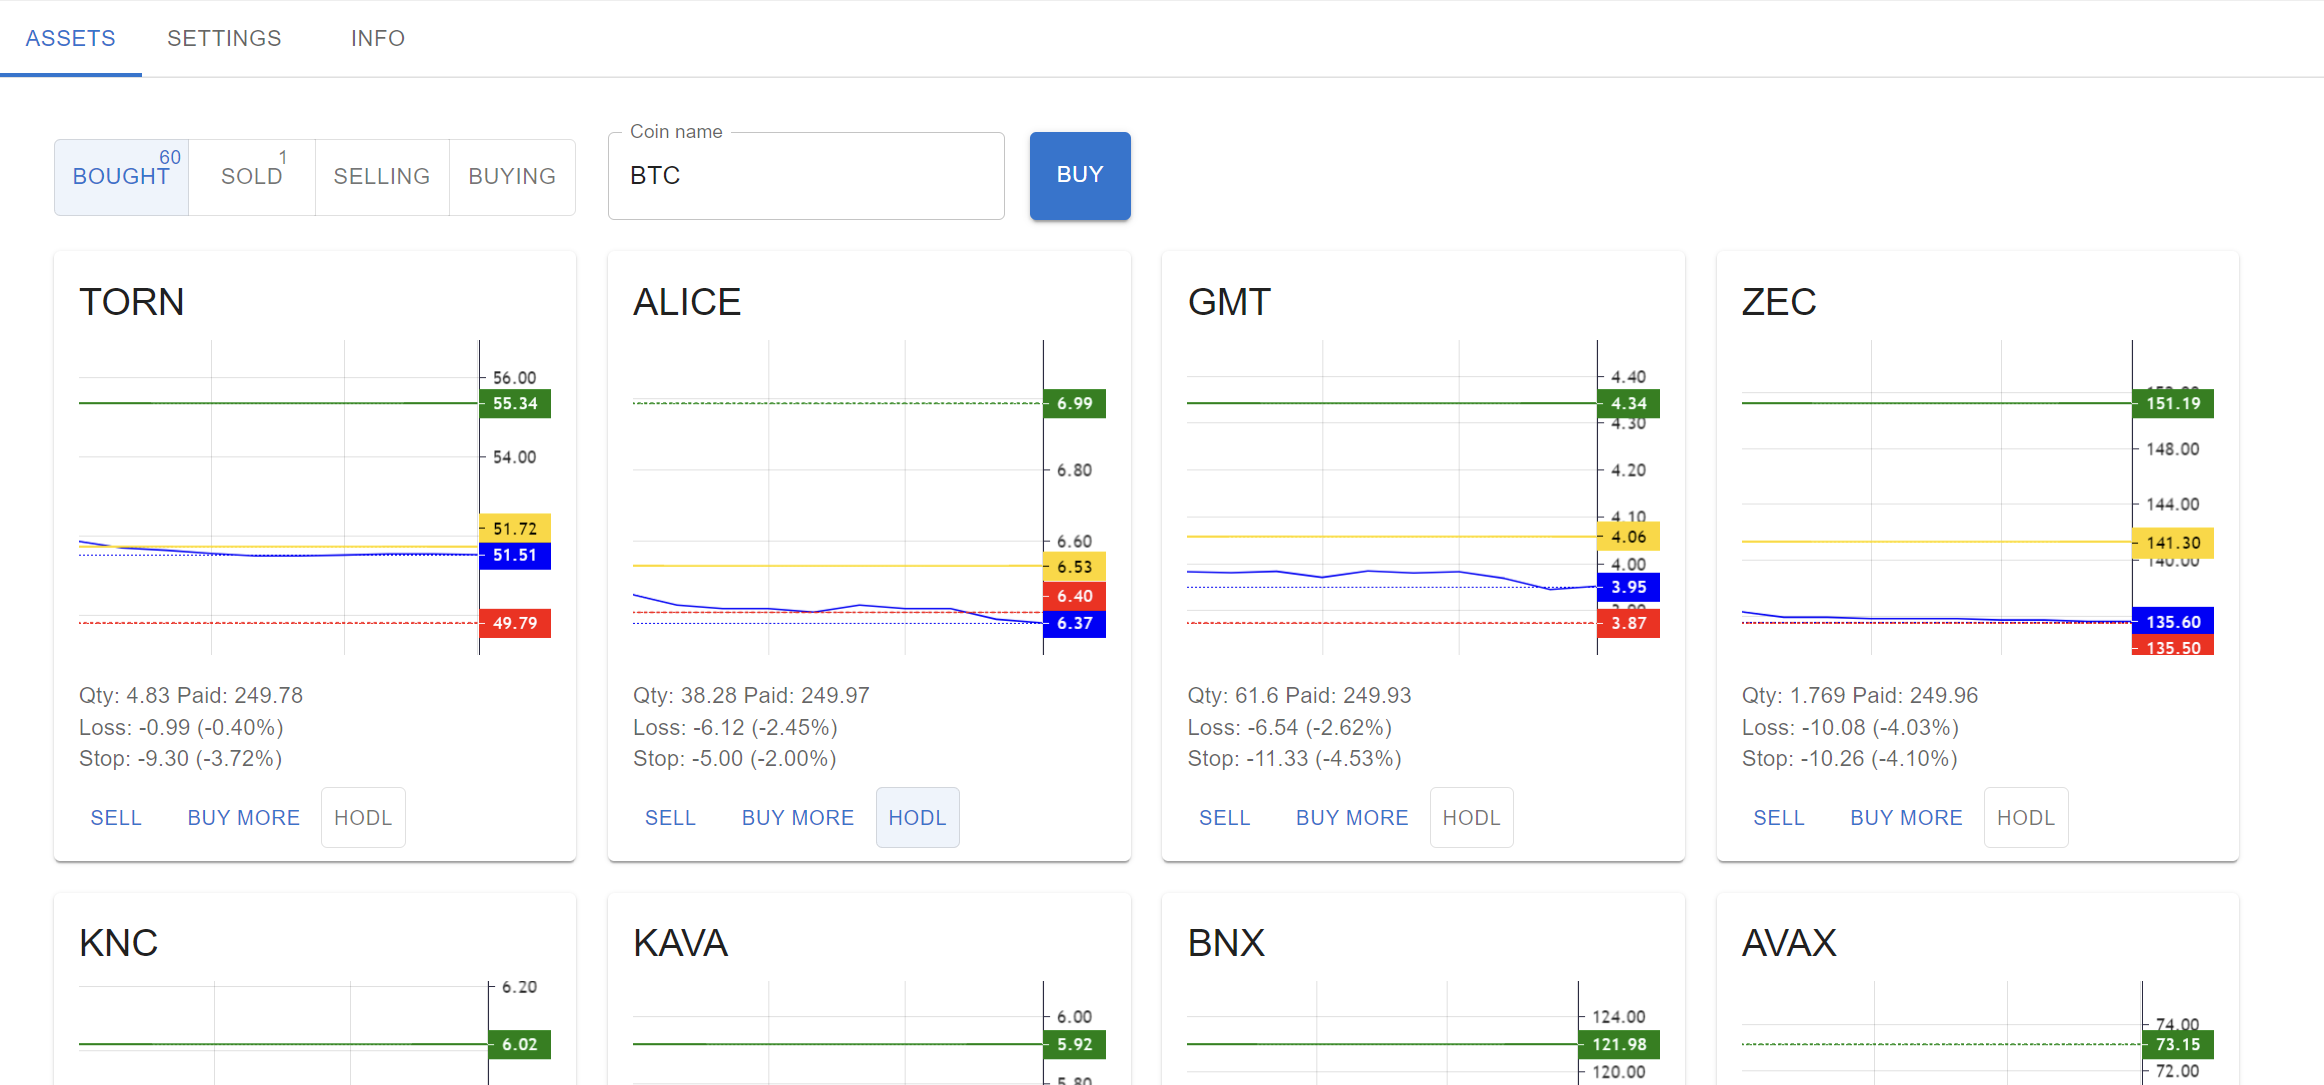 ASSETS SETTINGS INFO
BOUGHT 60 SOLD 1 SELLING BUYING
Coin name
BTC
BUY
TORN
56.00
55.34
54.00
51.72
51.51
49.79
Qty: 4.83 Paid: 249.78
Loss: -0.99 (-0.40%)
Stop: -9.30 (-3.72%)
SELL BUY MORE HODL
ALICE
6.99
6.80
6.60
6.53
6.40
6.37
Qty: 38.28 Paid: 249.97
Loss: -6.12 (-2.45%)
Stop: -5.00 (-2.00%)
SELL BUY MORE HODL
GMT
4.40
4.34
4.30
4.20
4.10
4.06
4.00
3.95
3.87
Qty: 61.6 Paid: 249.93
Loss: -6.54 (-2.62%)
Stop: -11.33 (-4.53%)
SELL BUY MORE HODL
ZEC
151.19
148.00
144.00
141.30
140.00
135.60
135.50
Qty: 1.769 Paid: 249.96
Loss: -10.08 (-4.03%)
Stop: -10.26 (-4.10%)
SELL BUY MORE HODL
KNC
6.20
6.02
KAVA
6.00
5.92
5.80
BNX
124.00
121.98
120.00
AVAX
74.00
73.15
72.00